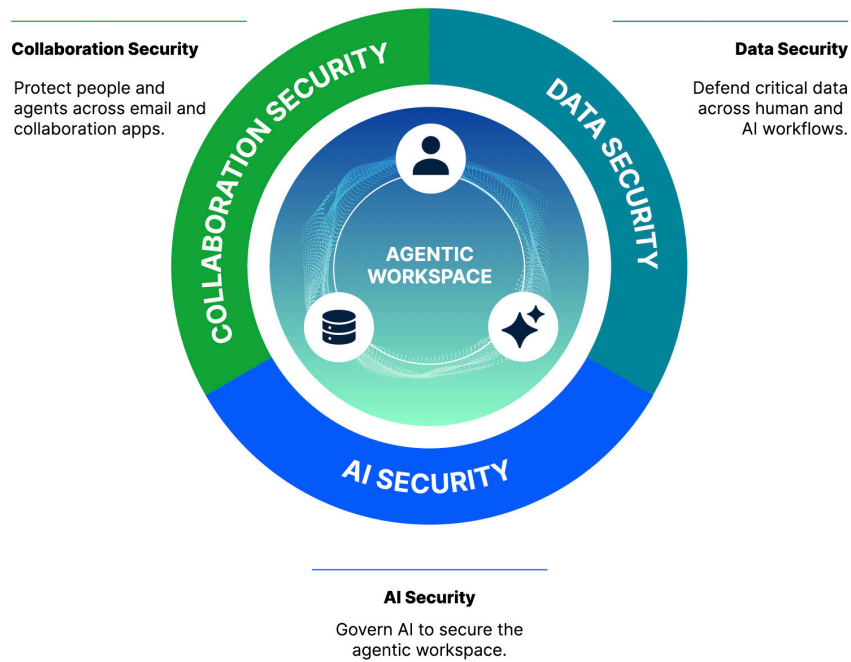 Collaboration Security
Protect people and
agents across email and
collaboration apps.
Data Security
Defend critical data
across human and
AI workflows.
COLLABORATION SECURITY
DATA SECURITY
AGENTIC
WORKSPACE
AI SECURITY
AI Security
Govern AI to secure the
agentic workspace.